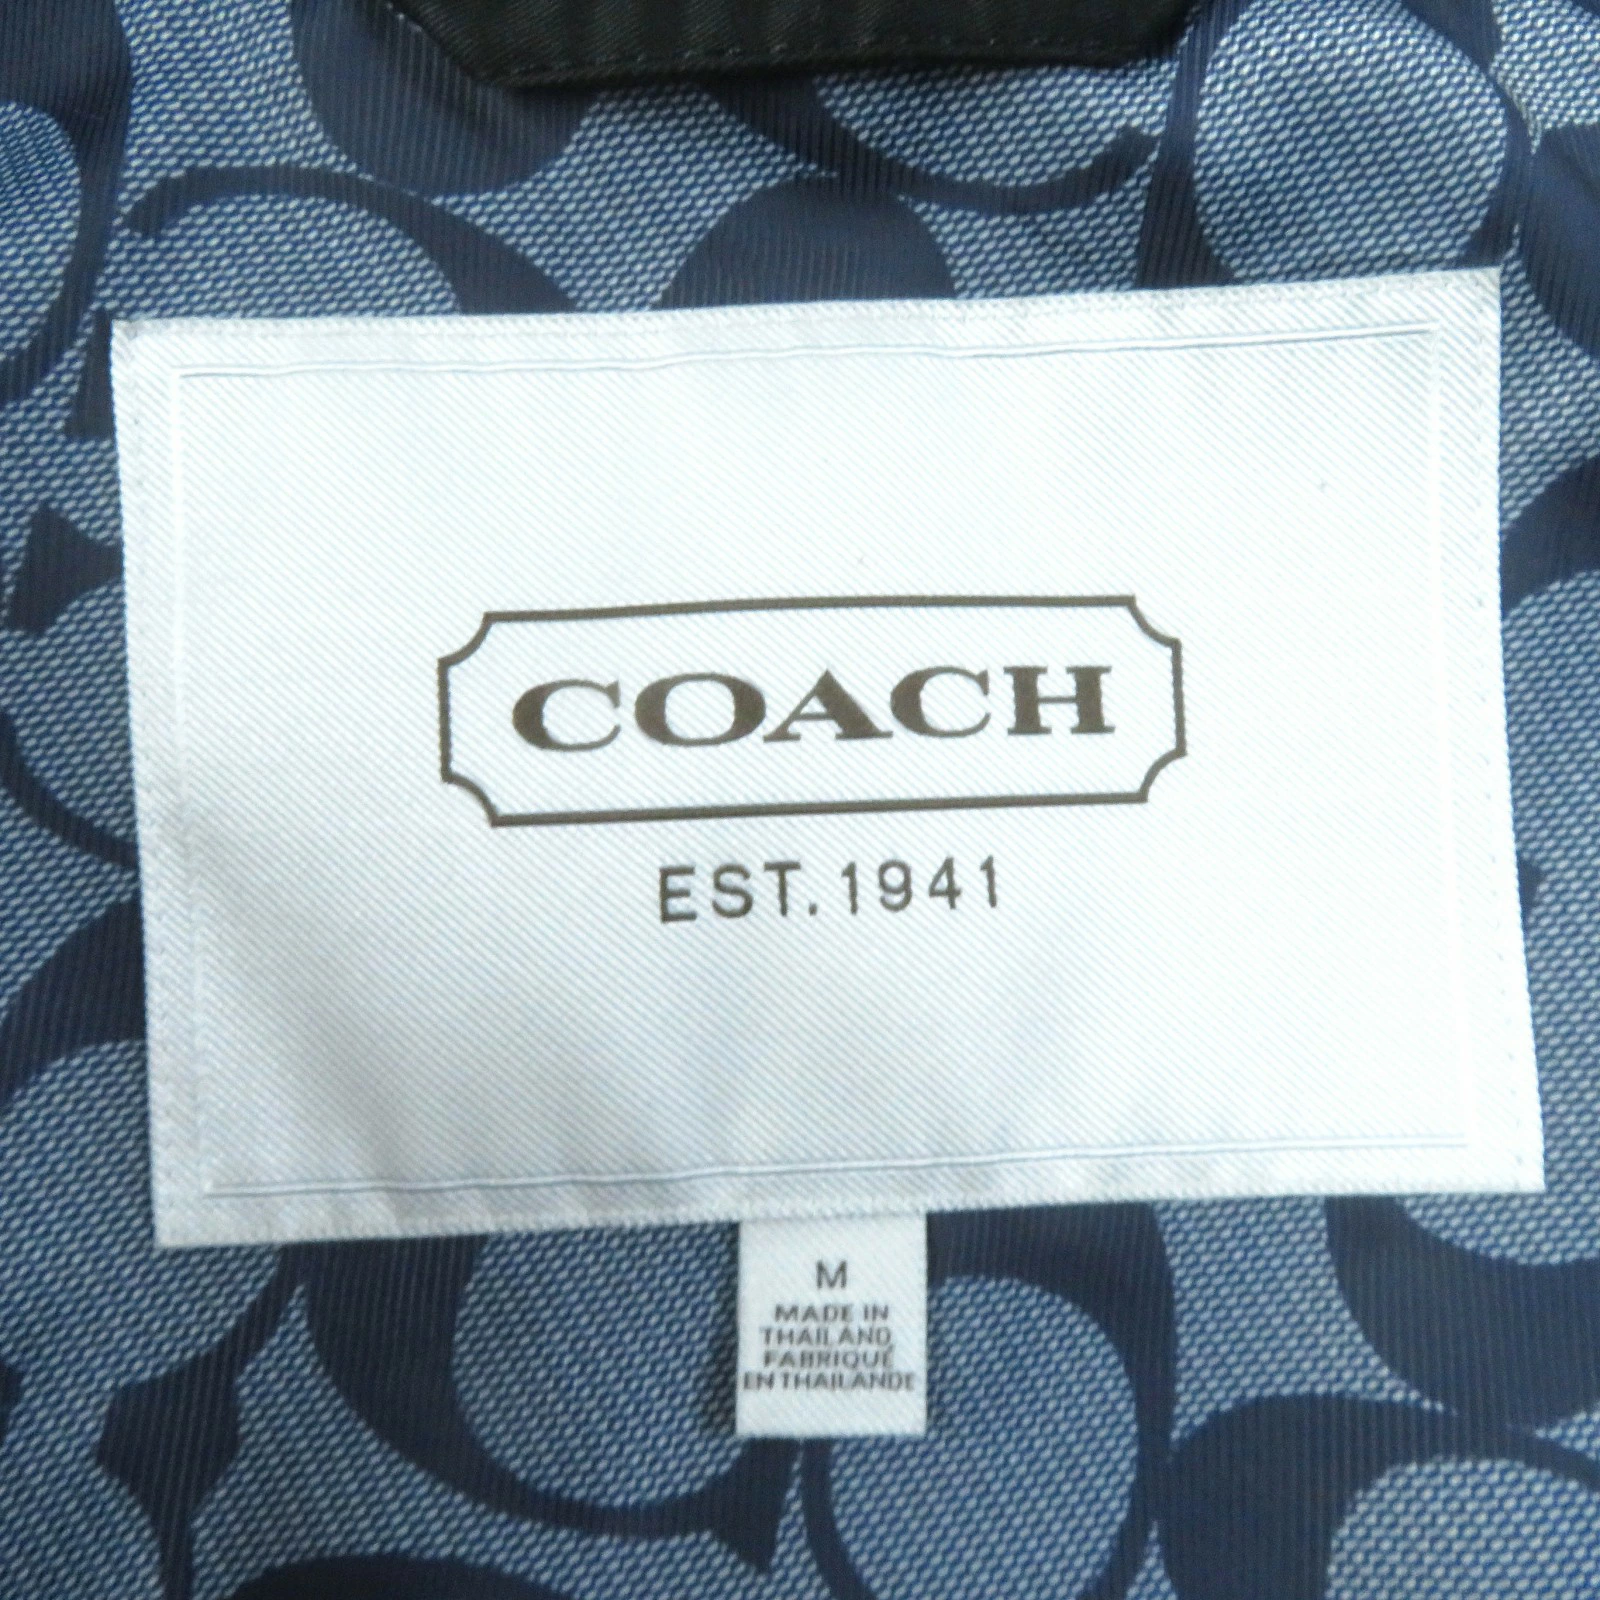 COACH
EST. 1941
M
MADE IN
THAILAND
FABRIQUÉ
EN THAILANDE